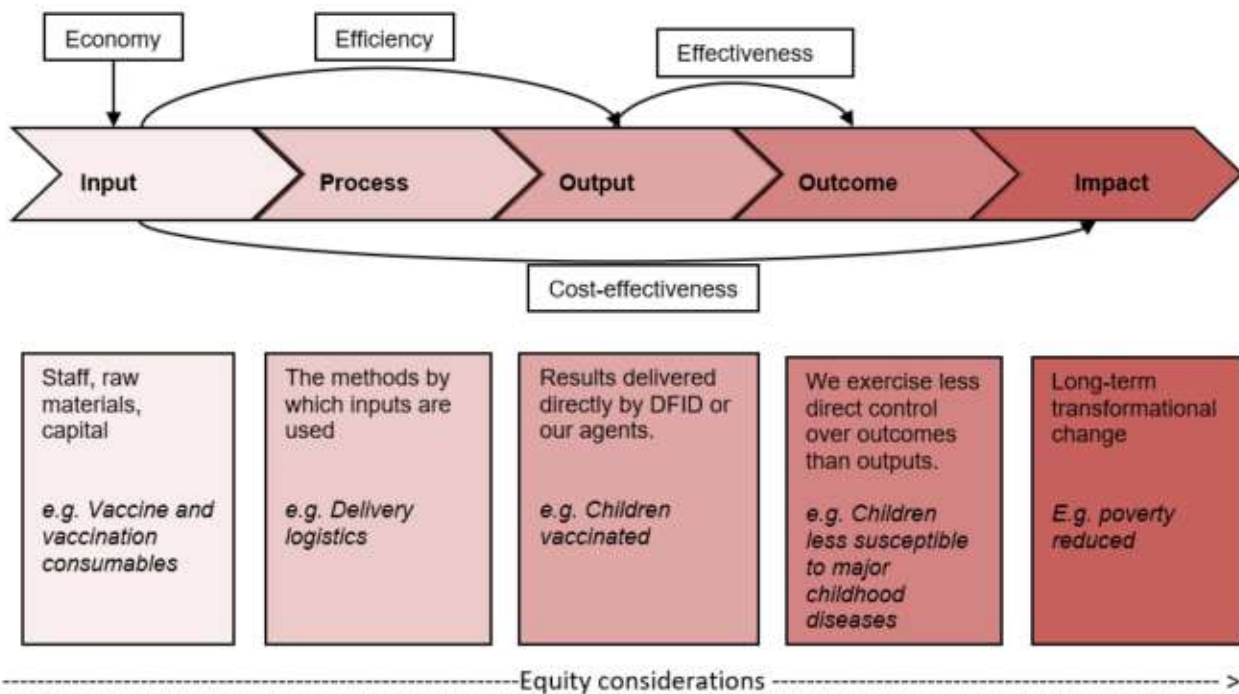 Economy
Efficiency
Effectiveness
Input
Process
Output
Outcome
Impact
Cost-effectiveness
Staff, raw
materials,
capital
e.g. Vaccine and
vaccination
consumables
The methods by
which inputs are
used
e.g. Delivery
logistics
Results delivered
directly by DFID or
our agents.
e.g. Children
vaccinated
We exercise less
direct control
over outcomes
than outputs.
e.g. Children
less susceptible
to major
childhood
diseases
Long-term
transformational
change
E.g. poverty
reduced
Equity considerations